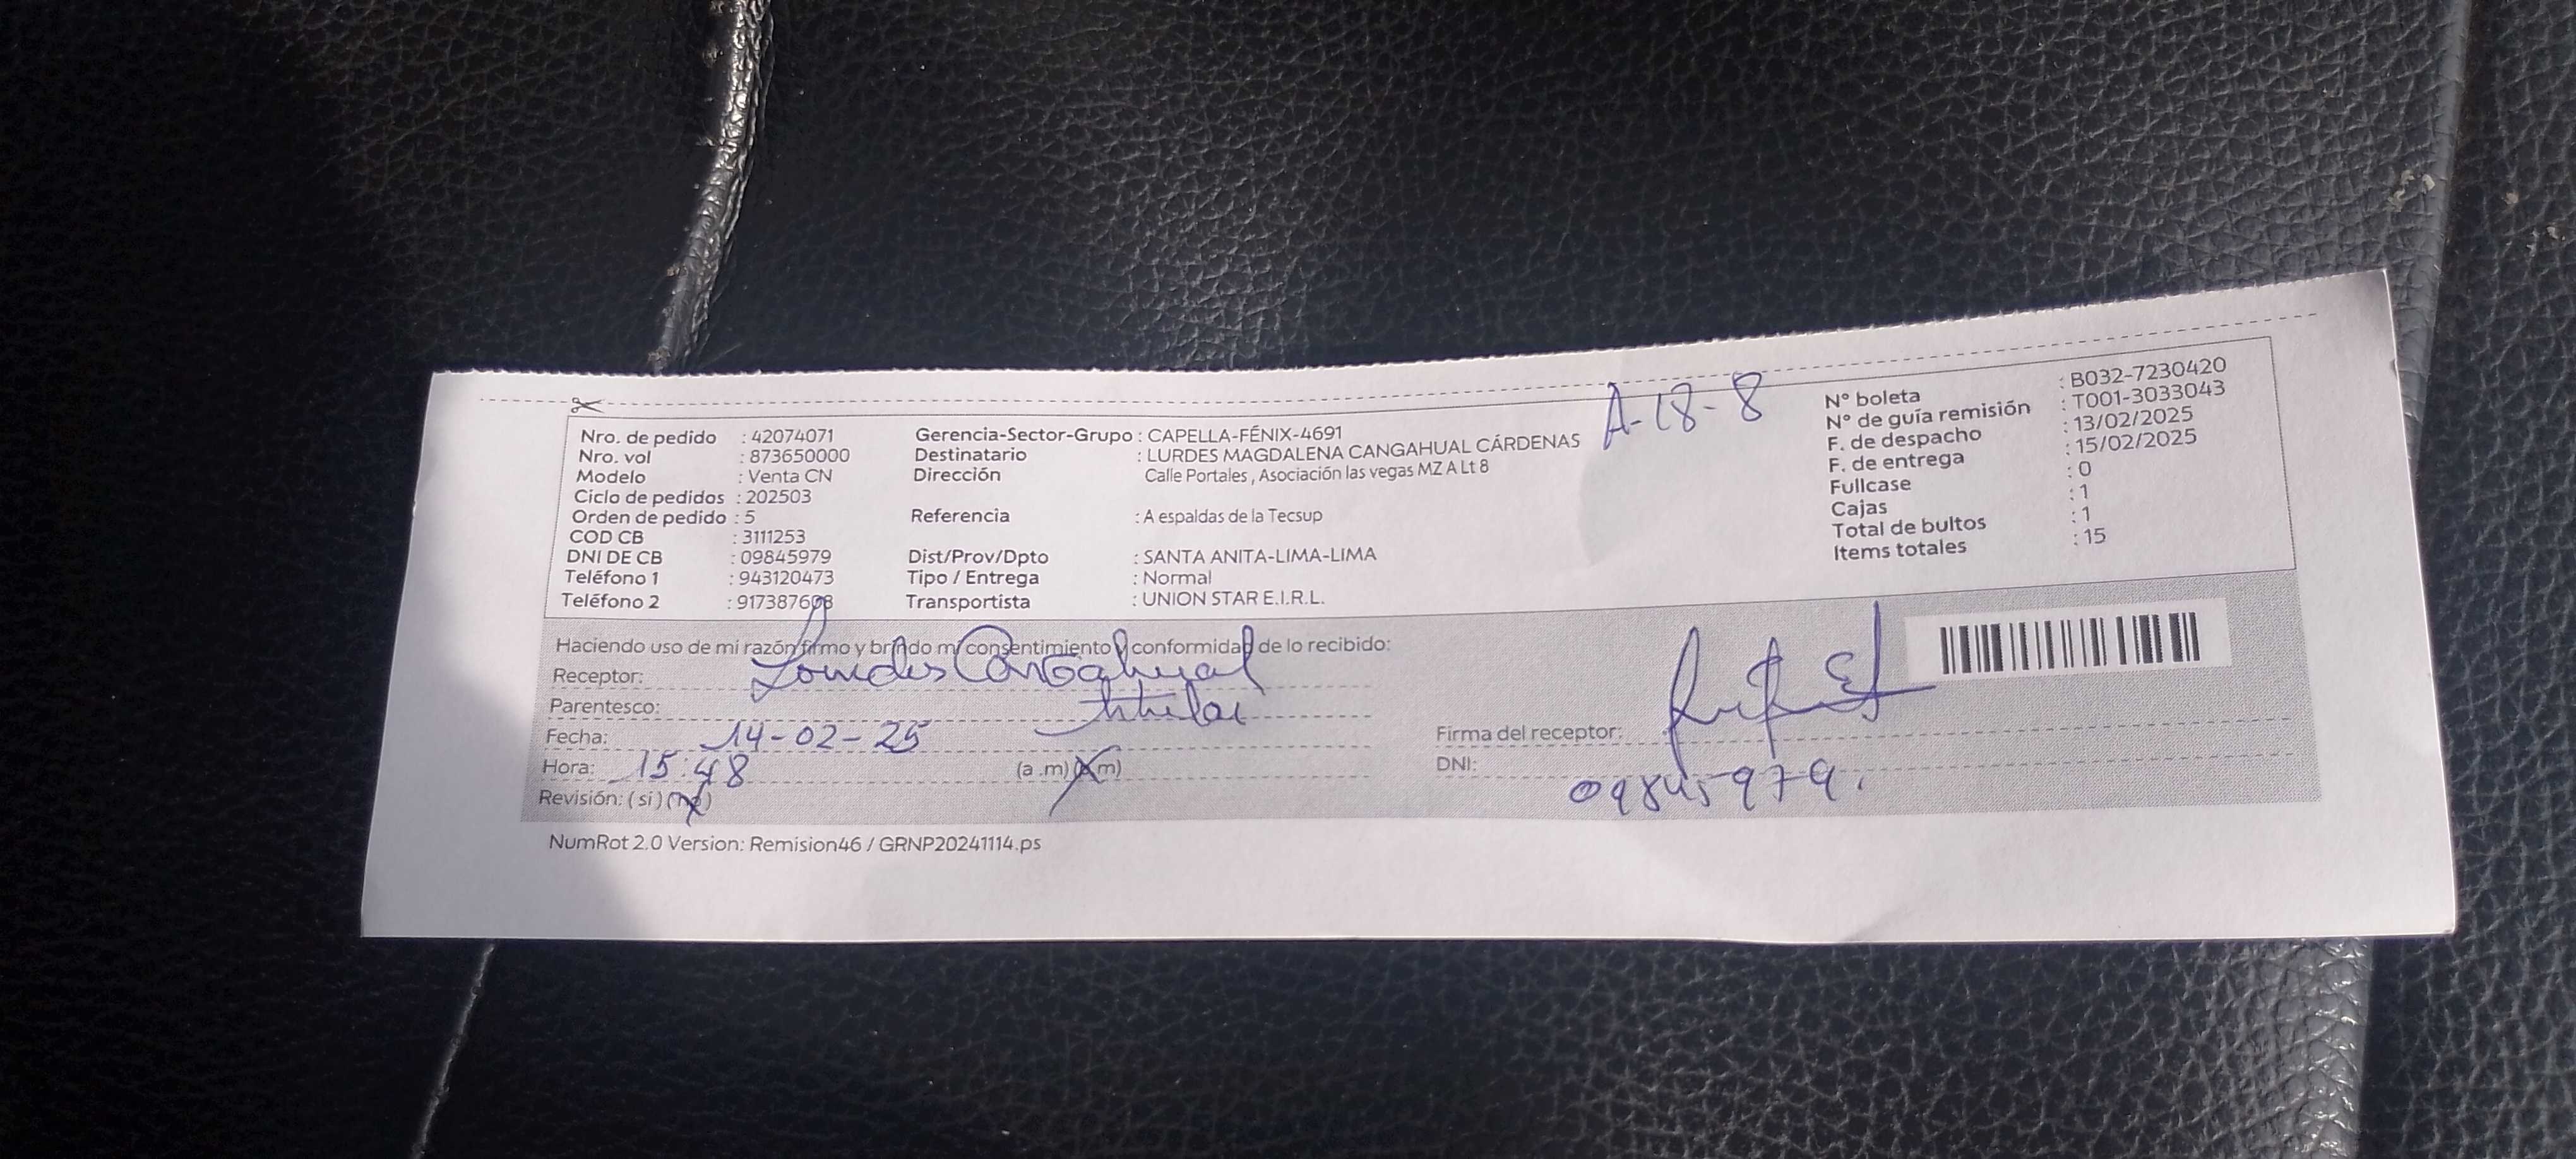 A-18-8
Nro. de pedido : 42074071
Nro. vol : 873650000
Modelo : Venta CN
Ciclo de pedidos : 202503
Orden de pedido : 5
COD CB : 3111253
DNI DE CB : 09845979
Teléfono 1 : 943120473
Teléfono 2 : 917387608
Gerencia-Sector-Grupo : CAPELLA-FÉNIX-4691
Destinatario : LURDES MAGDALENA CANGAHUAL CÁRDENAS
Dirección Calle Portales , Asociación las vegas MZ A Lt 8
Referencia : A espaldas de la Tecsup
Dist/Prov/Dpto : SANTA ANITA-LIMA-LIMA
Tipo / Entrega : Normal
Transportista : UNION STAR E.I.R.L.
N° boleta : B032-7230420
N° de guía remisión : T001-3033043
F. de despacho : 13/02/2025
F. de entrega : 15/02/2025
Fullcase : 0
Cajas : 1
Total de bultos : 1
Items totales : 15
Haciendo uso de mi razón firmo y brindo mi consentimiento y conformidad de lo recibido:
Receptor: Lourdes Cangahual
Parentesco: titular
Fecha: 14-02-25
Hora: 15:48 (a .m) (p.m)
Revisión: ( si ) ( no )
Firma del receptor:
DNI: 09845979.
NumRot 2.0 Version: Remision46 / GRNP20241114.ps